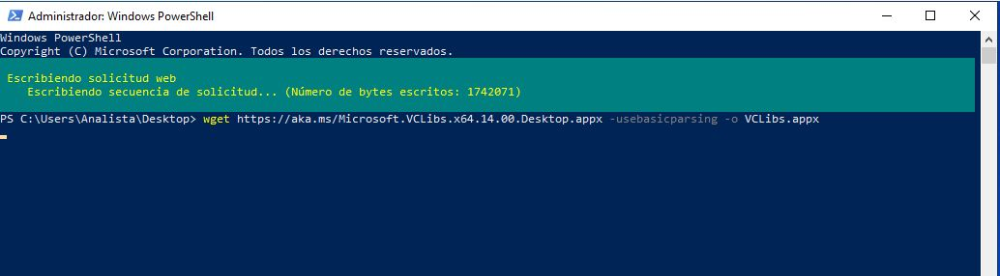 Administrador: Windows PowerShell
Windows PowerShell
Copyright (C) Microsoft Corporation. Todos los derechos reservados.
Escribiendo solicitud web
Escribiendo secuencia de solicitud... (Número de bytes escritos: 1742071)
PS C:\Users\Analista\Desktop> wget https://aka.ms/Microsoft.VCLibs.x64.14.00.Desktop.appx -usebasicparsing -o VCLibs.appx